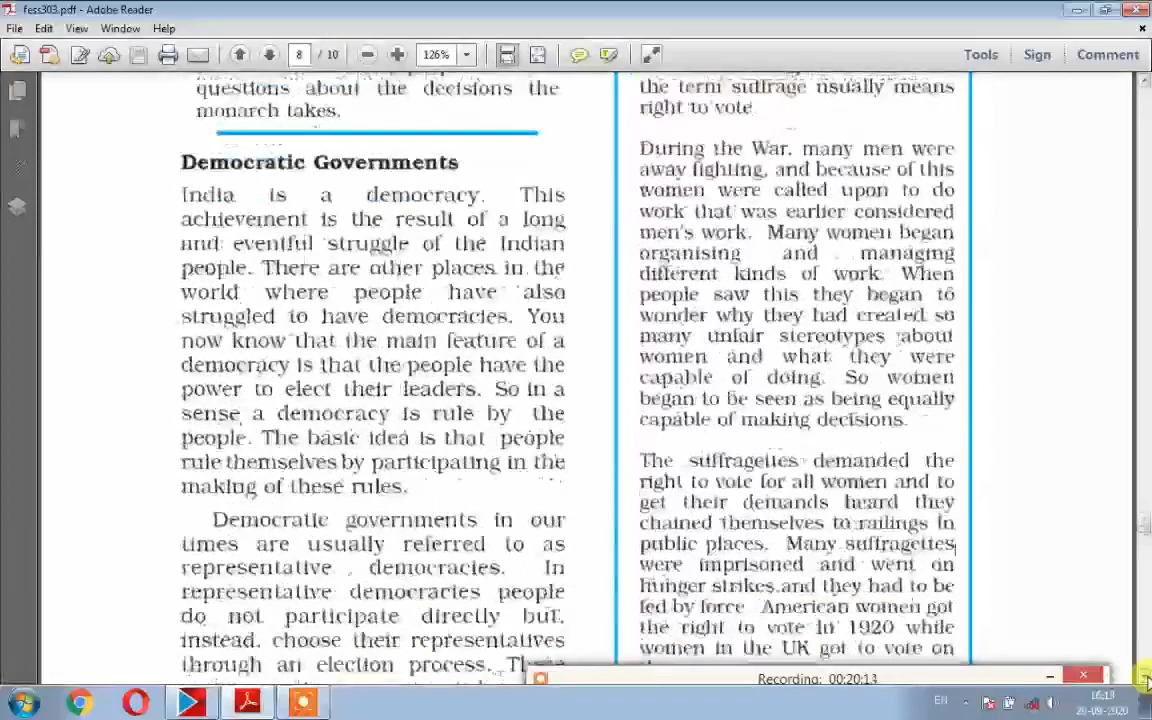 fess303.pdf - Adobe Reader
File Edit View Window Help
8 / 10
126%
Tools Sign Comment
questions about the decisions the
monarch takes.
Democratic Governments
India is a democracy. This
achievement is the result of a long
and eventful struggle of the Indian
people. There are other places in the
world where people have also
struggled to have democracies. You
now know that the main feature of a
democracy is that the people have the
power to elect their leaders. So in a
sense a democracy is rule by the
people. The basic idea is that people
rule themselves by participating in the
making of these rules.
Democratic governments in our
times are usually referred to as
representative democracies. In
representative democracies people
do not participate directly but,
instead, choose their representatives
through an election process.
the term suffrage usually means
right to vote
During the War, many men were
away fighting, and because of this
women were called upon to do
work that was earlier considered
men's work. Many women began
organising and managing
different kinds of work. When
people saw this they began to
wonder why they had created so
many unfair stereotypes about
women and what they were
capable of doing. So women
began to be seen as being equally
capable of making decisions.
The suffragettes demanded the
right to vote for all women and to
get their demands heard they
chained themselves to railings in
public places. Many suffragettes
were imprisoned and went on
hunger strikes and they had to be
fed by force American women got
the right to vote in 1920 while
women in the UK got to vote on
Recording: 00:20:13
EN
16:13